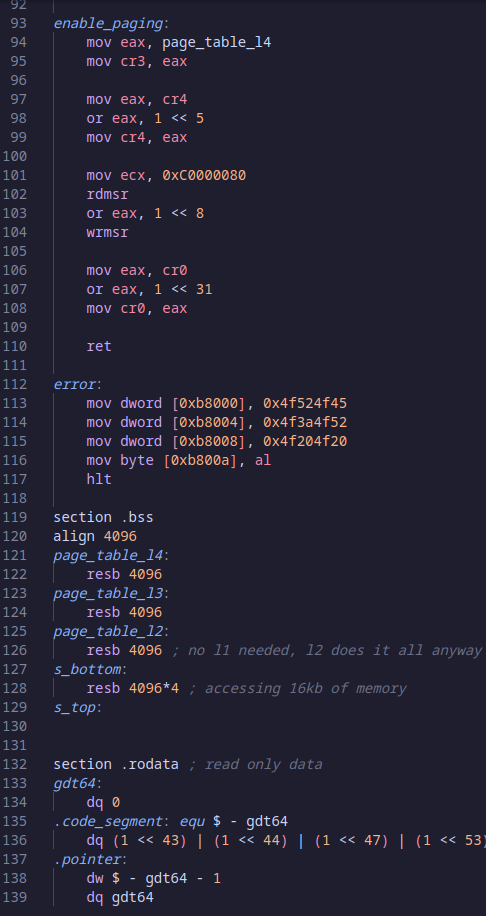 92
93 enable_paging:
94 mov eax, page_table_l4
95 mov cr3, eax
96
97 mov eax, cr4
98 or eax, 1 << 5
99 mov cr4, eax
100
101 mov ecx, 0xC0000080
102 rdmsr
103 or eax, 1 << 8
104 wrmsr
105
106 mov eax, cr0
107 or eax, 1 << 31
108 mov cr0, eax
109
110 ret
111
112 error:
113 mov dword [0xb8000], 0x4f524f45
114 mov dword [0xb8004], 0x4f3a4f52
115 mov dword [0xb8008], 0x4f204f20
116 mov byte [0xb800a], al
117 hlt
118
119 section .bss
120 align 4096
121 page_table_l4:
122 resb 4096
123 page_table_l3:
124 resb 4096
125 page_table_l2:
126 resb 4096 ; no l1 needed, l2 does it all anyway
127 s_bottom:
128 resb 4096*4 ; accessing 16kb of memory
129 s_top:
130
131
132 section .rodata ; read only data
133 gdt64:
134 dq 0
135 .code_segment: equ $ - gdt64
136 dq (1 << 43) | (1 << 44) | (1 << 47) | (1 << 53)
137 .pointer:
138 dw $ - gdt64 - 1
139 dq gdt64